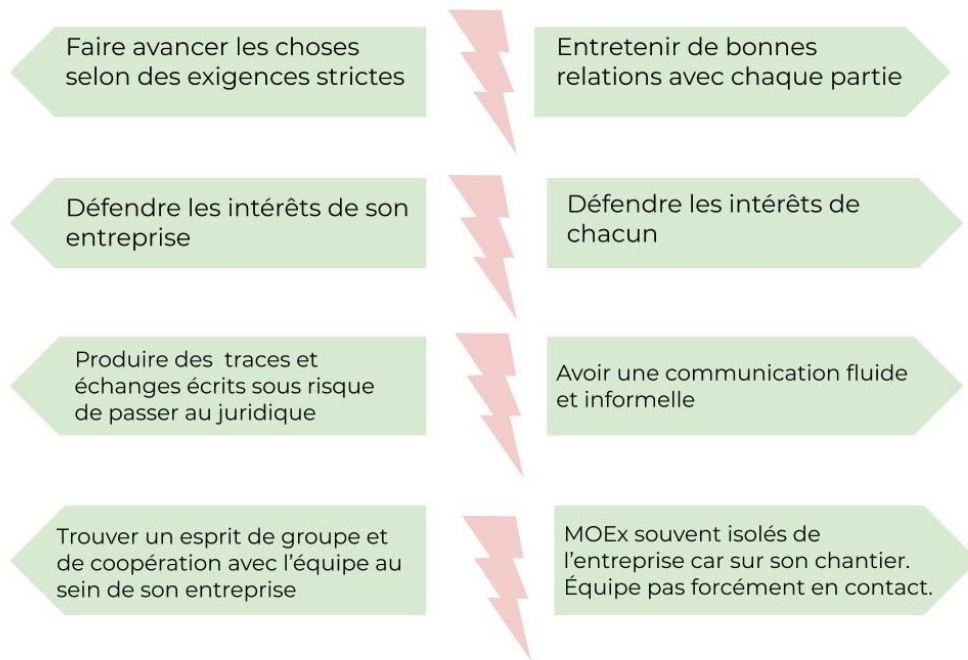 Faire avancer les choses
selon des exigences strictes
Entretenir de bonnes
relations avec chaque partie
Défendre les intérêts de son
entreprise
Défendre les intérêts de
chacun
Produire des traces et
échanges écrits sous risque
de passer au juridique
Avoir une communication fluide
et informelle
Trouver un esprit de groupe et
de coopération avec l'équipe au
sein de son entreprise
MOEx souvent isolés de
l'entreprise car sur son chantier.
Équipe pas forcément en contact.